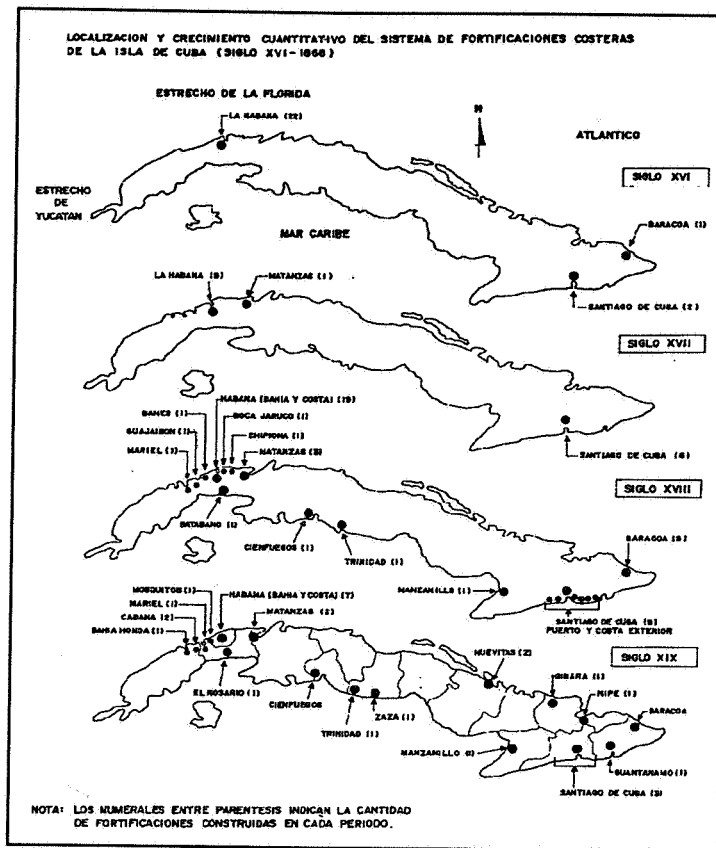 LOCALIZACION Y CRECIMIENTO CUANTITATIVO DEL SISTEMA DE FORTIFICACIONES COSTERAS
DE LA ISLA DE CUBA (SIGLO XVI-1868)
ESTRECHO DE LA FLORIDA
N
LA HABANA (22)
ATLANTICO
SIGLO XVI
ESTRECHO
DE
YUCATAN
MAR CARIBE
BARACOA (1)
SANTIAGO DE CUBA (2)
LA HABANA (9)
MATANZAS (1)
SIGLO XVII
SANTIAGO DE CUBA (6)
HABANA (BAHIA Y COSTA) (19)
BANES (1)
BOCA JARUCO (1)
GUAJAIBON (1)
CHIPIONA (1)
MARIEL (1)
MATANZAS (3)
SIGLO XVIII
BATABANO (1)
CIENFUEGOS (1)
TRINIDAD (1)
BARACOA (3)
MANZANILLO (1)
SANTIAGO DE CUBA (9)
PUERTO Y COSTA EXTERIOR
MOSQUITOS (1)
HABANA (BAHIA Y COSTA) (7)
MARIEL (1)
MATANZAS (2)
CABANA (2)
BAHIA HONDA (1)
SIGLO XIX
NUEVITAS (2)
GIBARA (1)
NIPE (1)
EL ROSARIO (1)
CIENFUEGOS
BARACOA
ZAZA (1)
TRINIDAD (1)
MANZANILLO
GUANTANAMO (1)
SANTIAGO DE CUBA (3)
NOTA: LOS NUMERALES ENTRE PARENTESIS INDICAN LA CANTIDAD
DE FORTIFICACIONES CONSTRUIDAS EN CADA PERIODO.